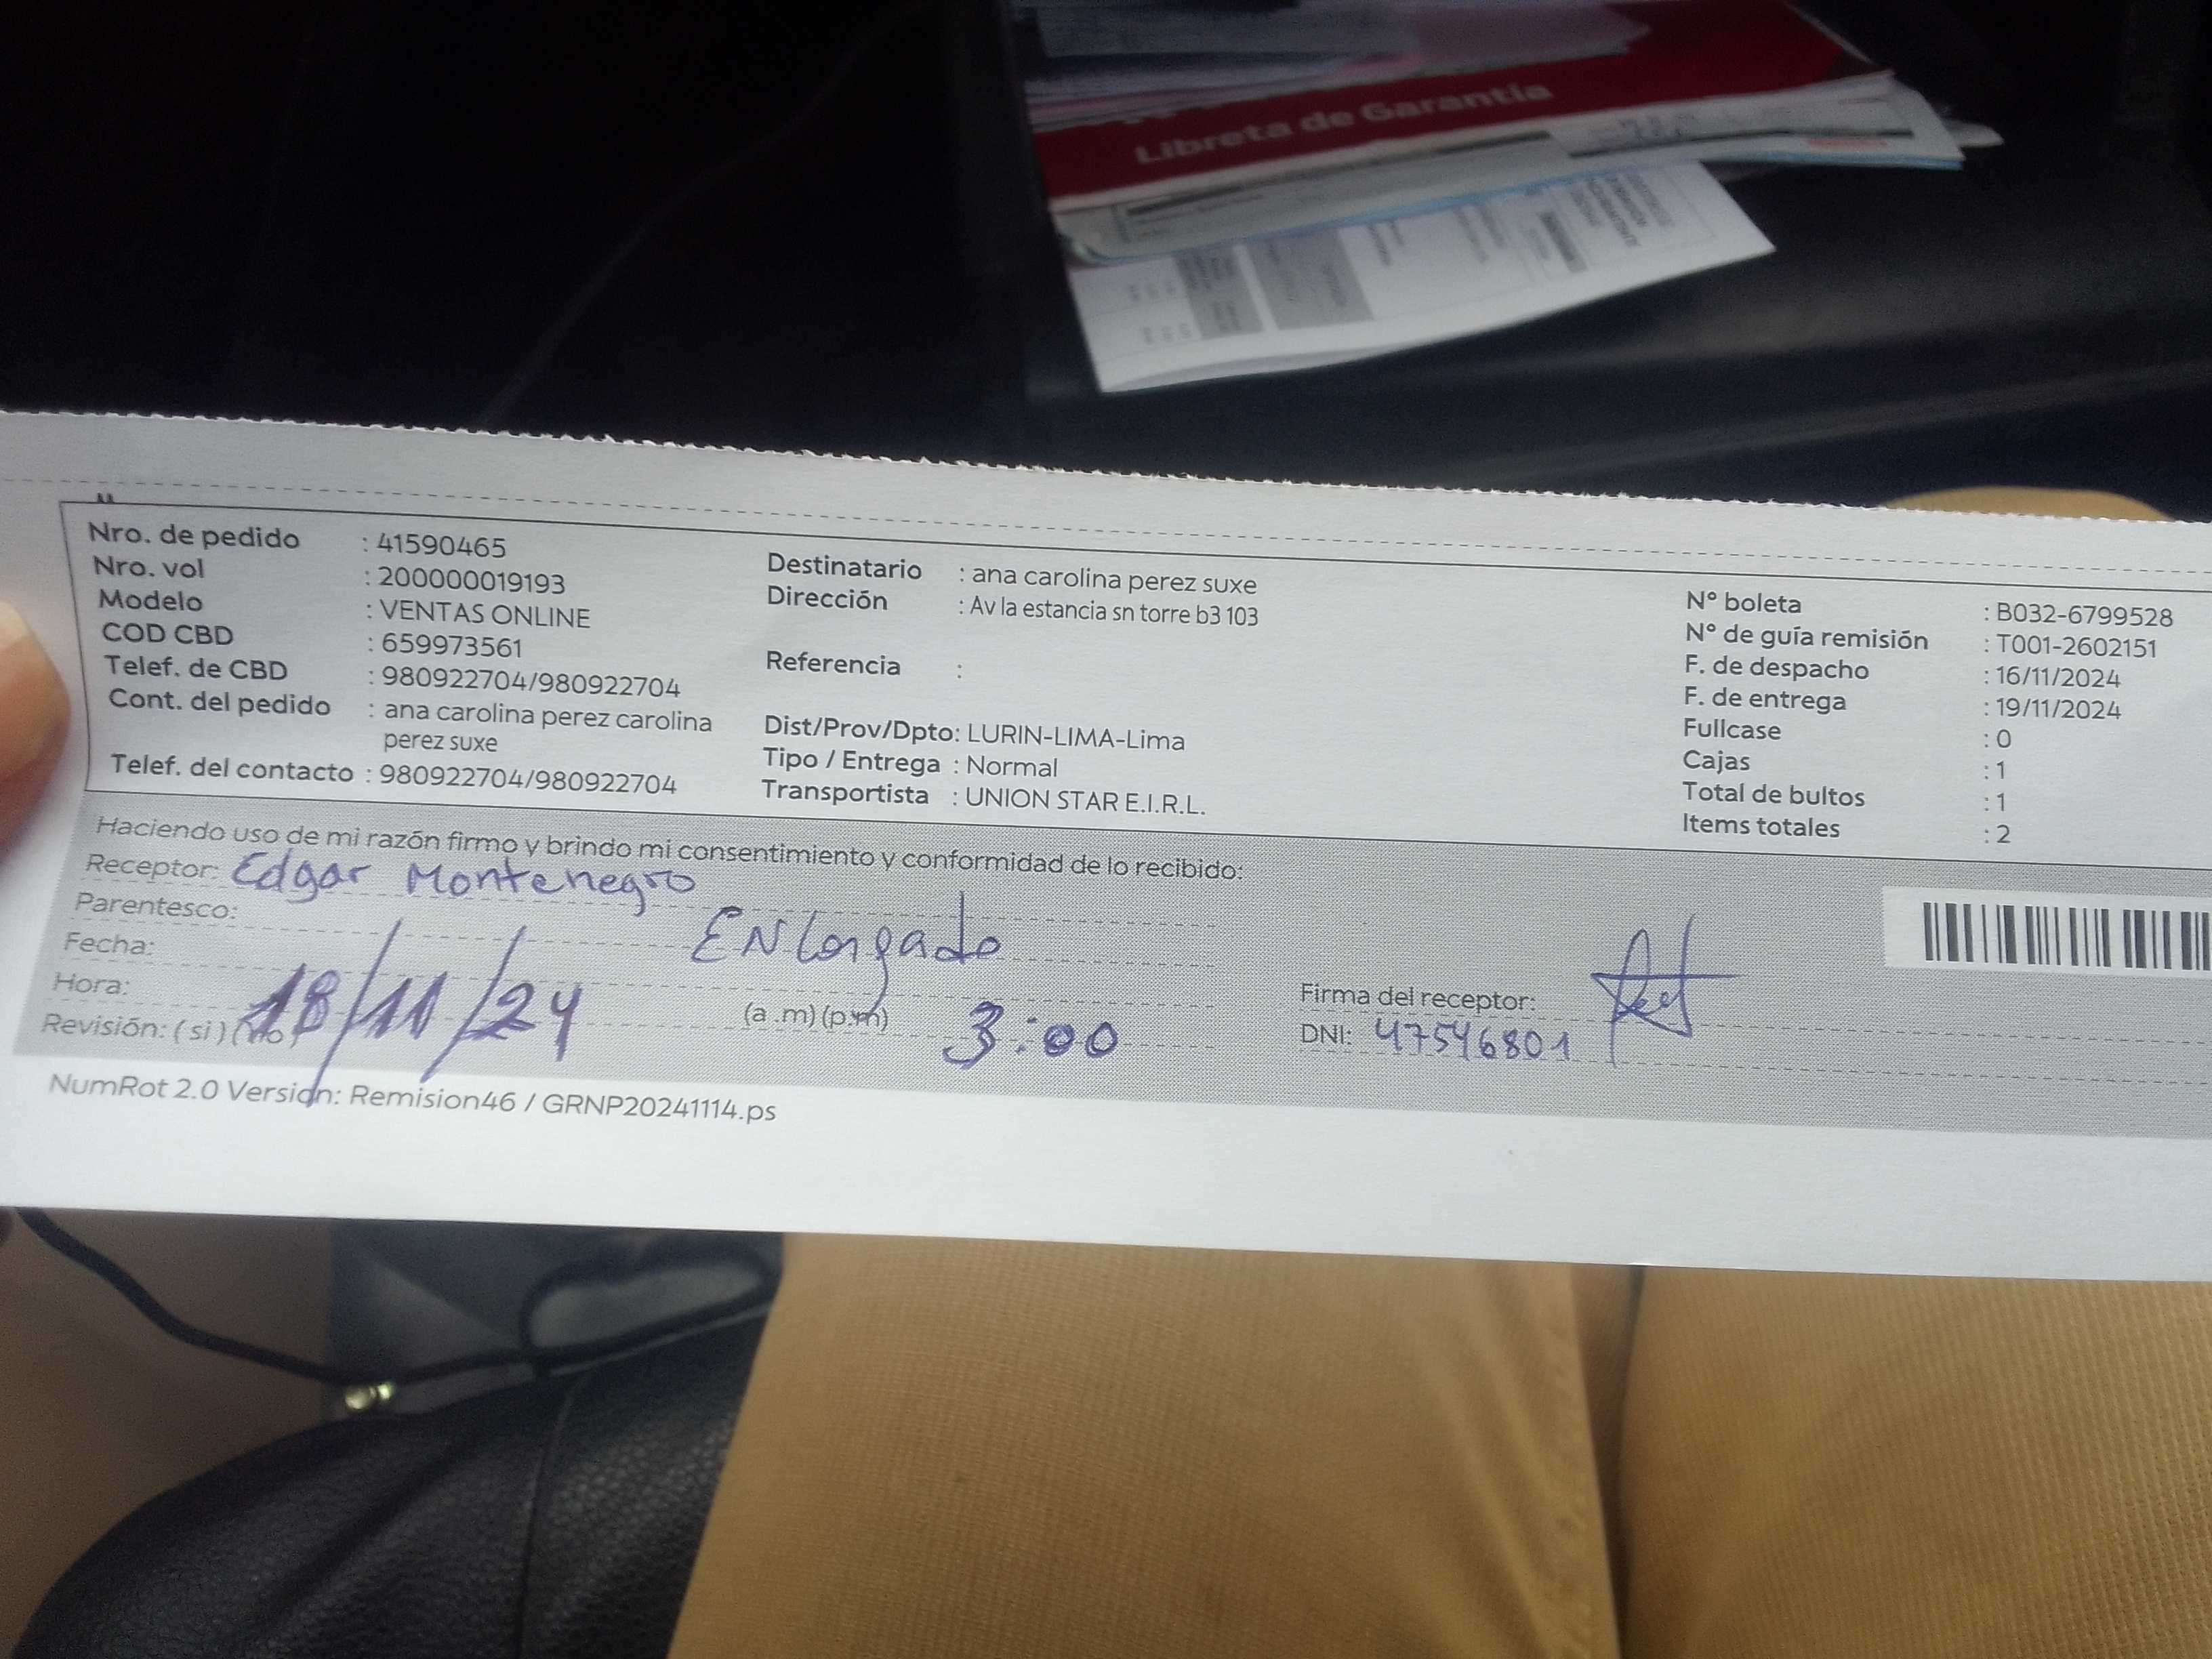 Libreta de Garantía
Nro. de pedido : 41590465
Nro. vol : 200000019193
Modelo : VENTAS ONLINE
COD CBD : 659973561
Telef. de CBD : 980922704/980922704
Cont. del pedido : ana carolina perez carolina
perez suxe
Telef. del contacto : 980922704/980922704
Destinatario : ana carolina perez suxe
Dirección : Av la estancia sn torre b3 103
Referencia :
Dist/Prov/Dpto: LURIN-LIMA-Lima
Tipo / Entrega : Normal
Transportista : UNION STAR E.I.R.L.
N° boleta : B032-6799528
N° de guía remisión : T001-2602151
F. de despacho : 16/11/2024
F. de entrega : 19/11/2024
Fullcase : 0
Cajas : 1
Total de bultos : 1
Items totales : 2
Haciendo uso de mi razón firmo y brindo mi consentimiento y conformidad de lo recibido:
Receptor: Edgar Montenegro
Parentesco:
Fecha:
Hora: 18/11/24 (a .m) (p.m) 3:00
Revisión: ( si ) ( no )
Firma del receptor:
DNI: 47546801
NumRot 2.0 Version: Remision46 / GRNP20241114.ps